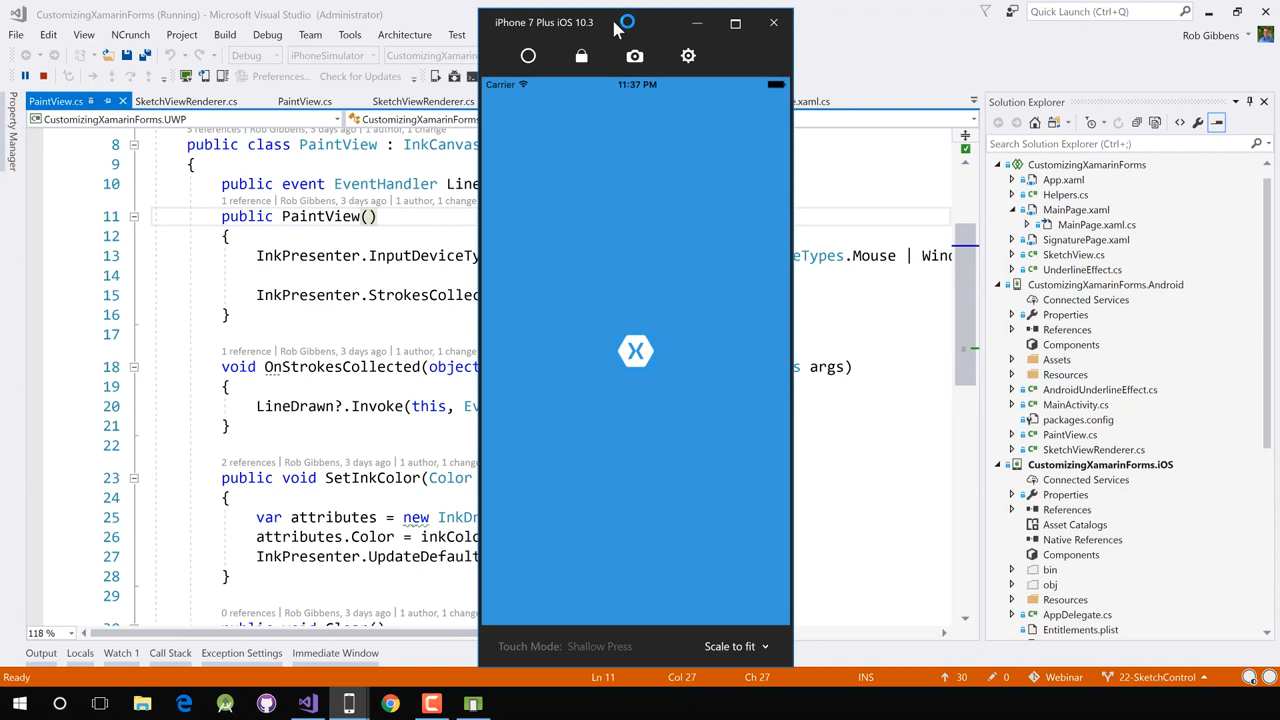 CustomizingXamarinForms (Running) - Microsoft Visual Studio (Administrator)
Quick Launch (Ctrl+Q)
File Edit View NCrunch Project Build Debug Team Tools Architecture
Rob Gibbens
Debug iPhoneSimulator
Spanning: Check for Updates
PaintView.cs SketchViewRenderer.cs PaintView.cs SketchViewRenderer.cs
CustomizingXamarinForms.UWP
Property Manager
iPhone 7 Plus iOS 10.3
Carrier 11:37 PM
3 references | Rob Gibbens, 3 days ago | 1 author, 1 change
8 public class PaintView : InkCanvas
9 {
10 public event EventHandler Line
1 reference | Rob Gibbens, 3 days ago | 1 author, 1 change
11 public PaintView()
12 {
13 InkPresenter.InputDeviceTy eTypes.Mouse | Wind
14
15 InkPresenter.StrokesCollect
16 }
17
1 reference | Rob Gibbens, 3 days ago | 1 author, 1 change
18 void OnStrokesCollected(object s args)
19 {
20 LineDrawn?.Invoke(this, Ev
21 }
22
2 references | Rob Gibbens, 3 days ago | 1 author, 1 change
23 public void SetInkColor(Color
24 {
25 var attributes = new InkDr
26 attributes.Color = inkColo
27 InkPresenter.UpdateDefault
28 }
29
0 references | Rob Gibbens, 3 days ago | 1 author, 1 change
118 %
Touch Mode: Shallow Press Scale to fit
Solution Explorer
Search Solution Explorer (Ctrl+;)
CustomizingXamarinForms
App.xaml
Helpers.cs
MainPage.xaml
MainPage.xaml.cs
SignaturePage.xaml
SketchView.cs
UnderlineEffect.cs
CustomizingXamarinForms.Android
Connected Services
Properties
References
Components
Assets
Resources
AndroidUnderlineEffect.cs
MainActivity.cs
packages.config
PaintView.cs
SketchViewRenderer.cs
CustomizingXamarinForms.iOS
Connected Services
Properties
References
Asset Catalogs
Native References
Components
bin
obj
Resources
AppDelegate.cs
Entitlements.plist
Output Locals Watch 1 Call Stack Exception Settings Immediate Window
Ready Ln 11 Col 27 Ch 27 INS 30 0 Webinar 22-SketchControl